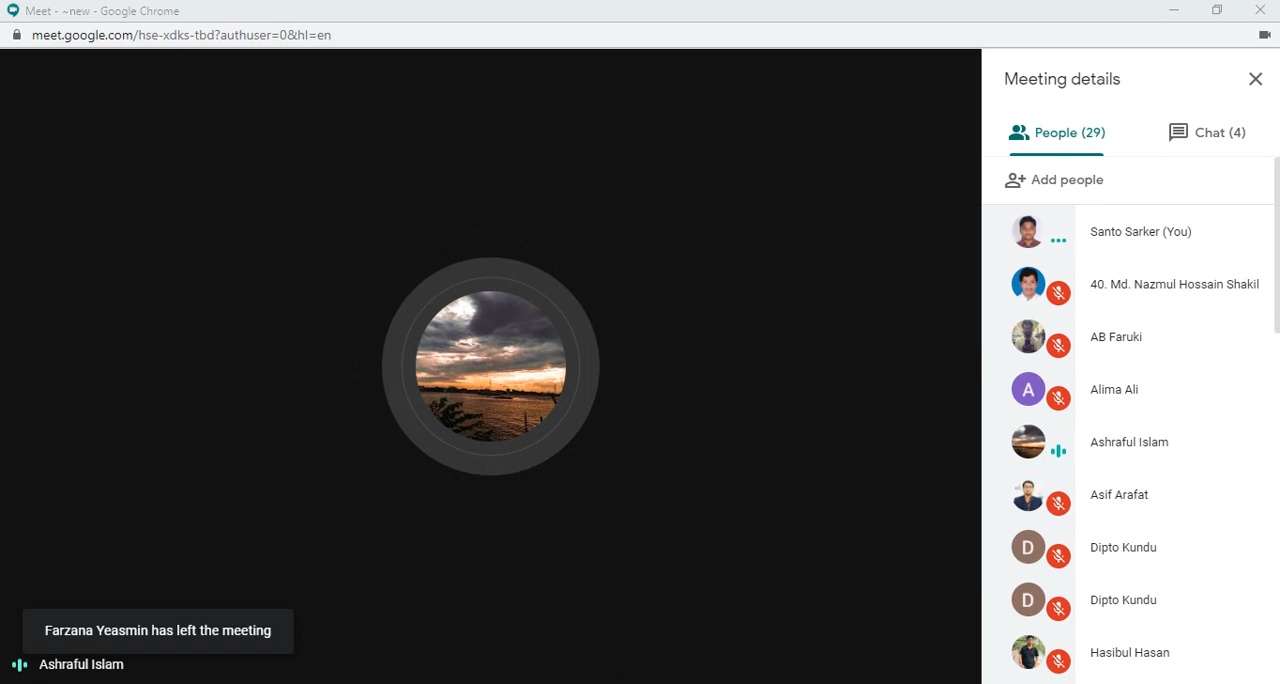 Meet - ~new - Google Chrome
meet.google.com/hse-xdks-tbd?authuser=0&hl=en
Meeting details
People (29)
Chat (4)
Add people
Santo Sarker (You)
40. Md. Nazmul Hossain Shakil
AB Faruki
A
Alima Ali
Ashraful Islam
Asif Arafat
D
Dipto Kundu
D
Dipto Kundu
Hasibul Hasan
Farzana Yeasmin has left the meeting
Ashraful Islam